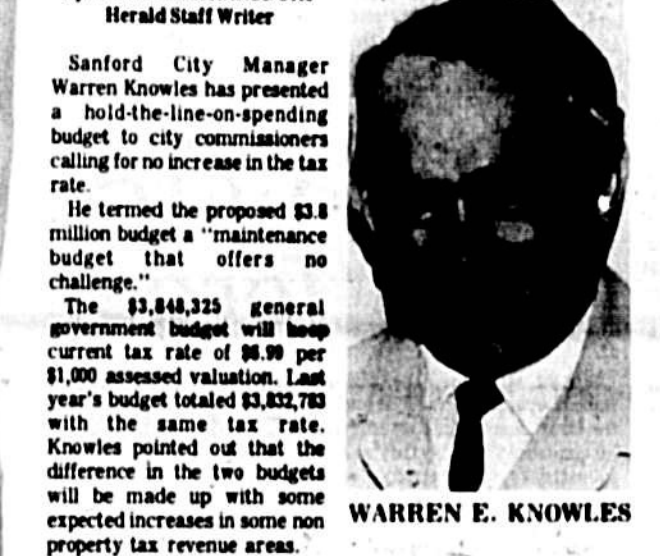 Herald Staff Writer
Sanford City Manager
Warren Knowles has presented
a hold-the-line-on-spending
budget to city commissioners
calling for no increase in the tax
rate.
He termed the proposed $3.8
million budget a "maintenance
budget that offers no
challenge."
The $3,848,325 general
government budget will keep
current tax rate of $6.99 per
$1,000 assessed valuation. Last
year's budget totaled $3,832,783
with the same tax rate.
Knowles pointed out that the
difference in the two budgets
will be made up with some
expected increases in some non
property tax revenue areas.
WARREN E. KNOWLES